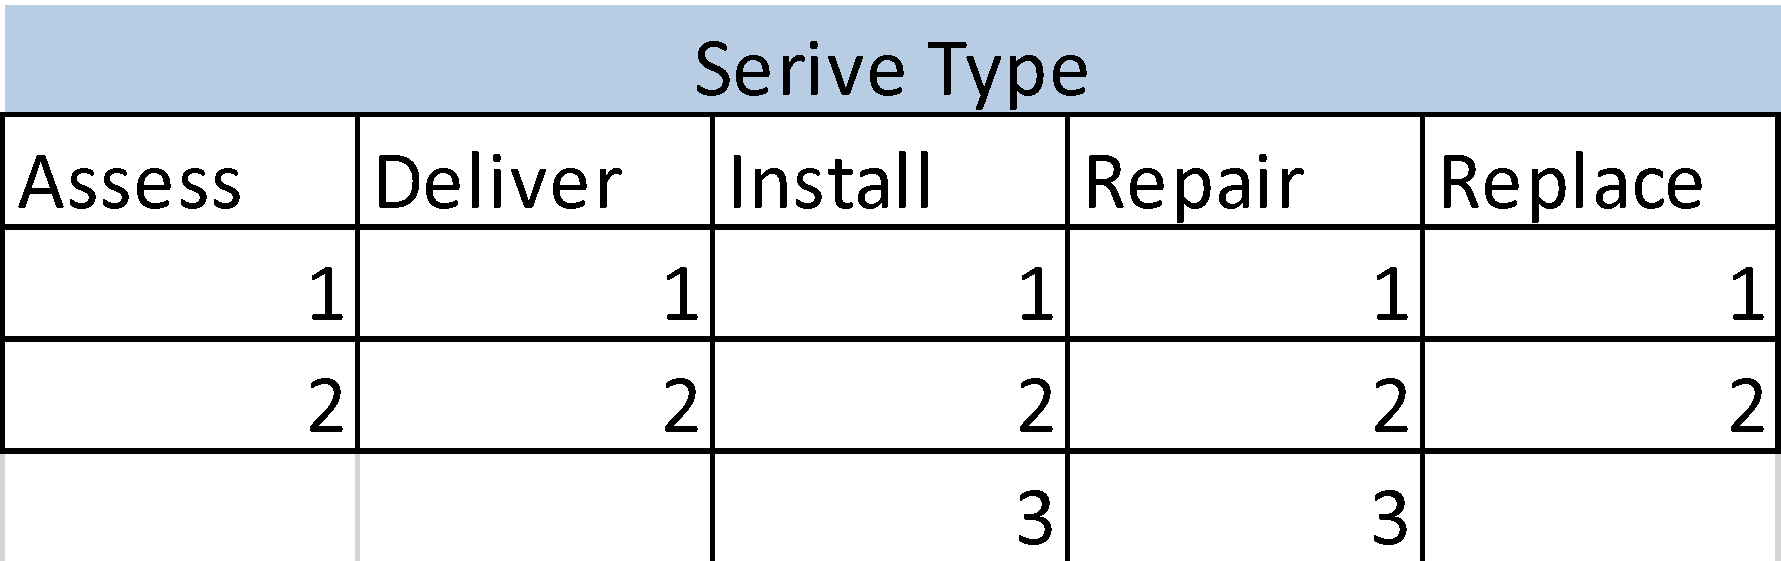 Serive Type
Assess Deliver Install Repair Replace
1 1 1 1 1
2 2 2 2 2
3 3